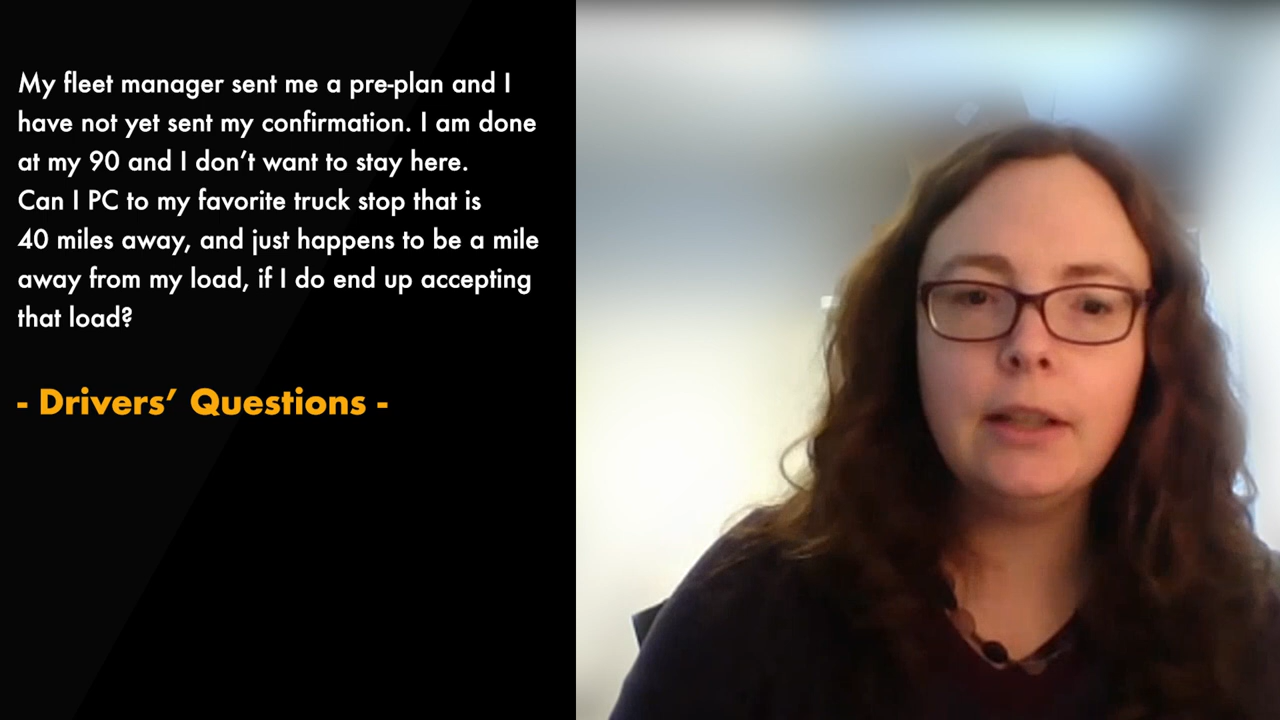 My fleet manager sent me a pre-plan and I
have not yet sent my confirmation. I am done
at my 90 and I don’t want to stay here.
Can I PC to my favorite truck stop that is
40 miles away, and just happens to be a mile
away from my load, if I do end up accepting
that load?
- Drivers’ Questions -